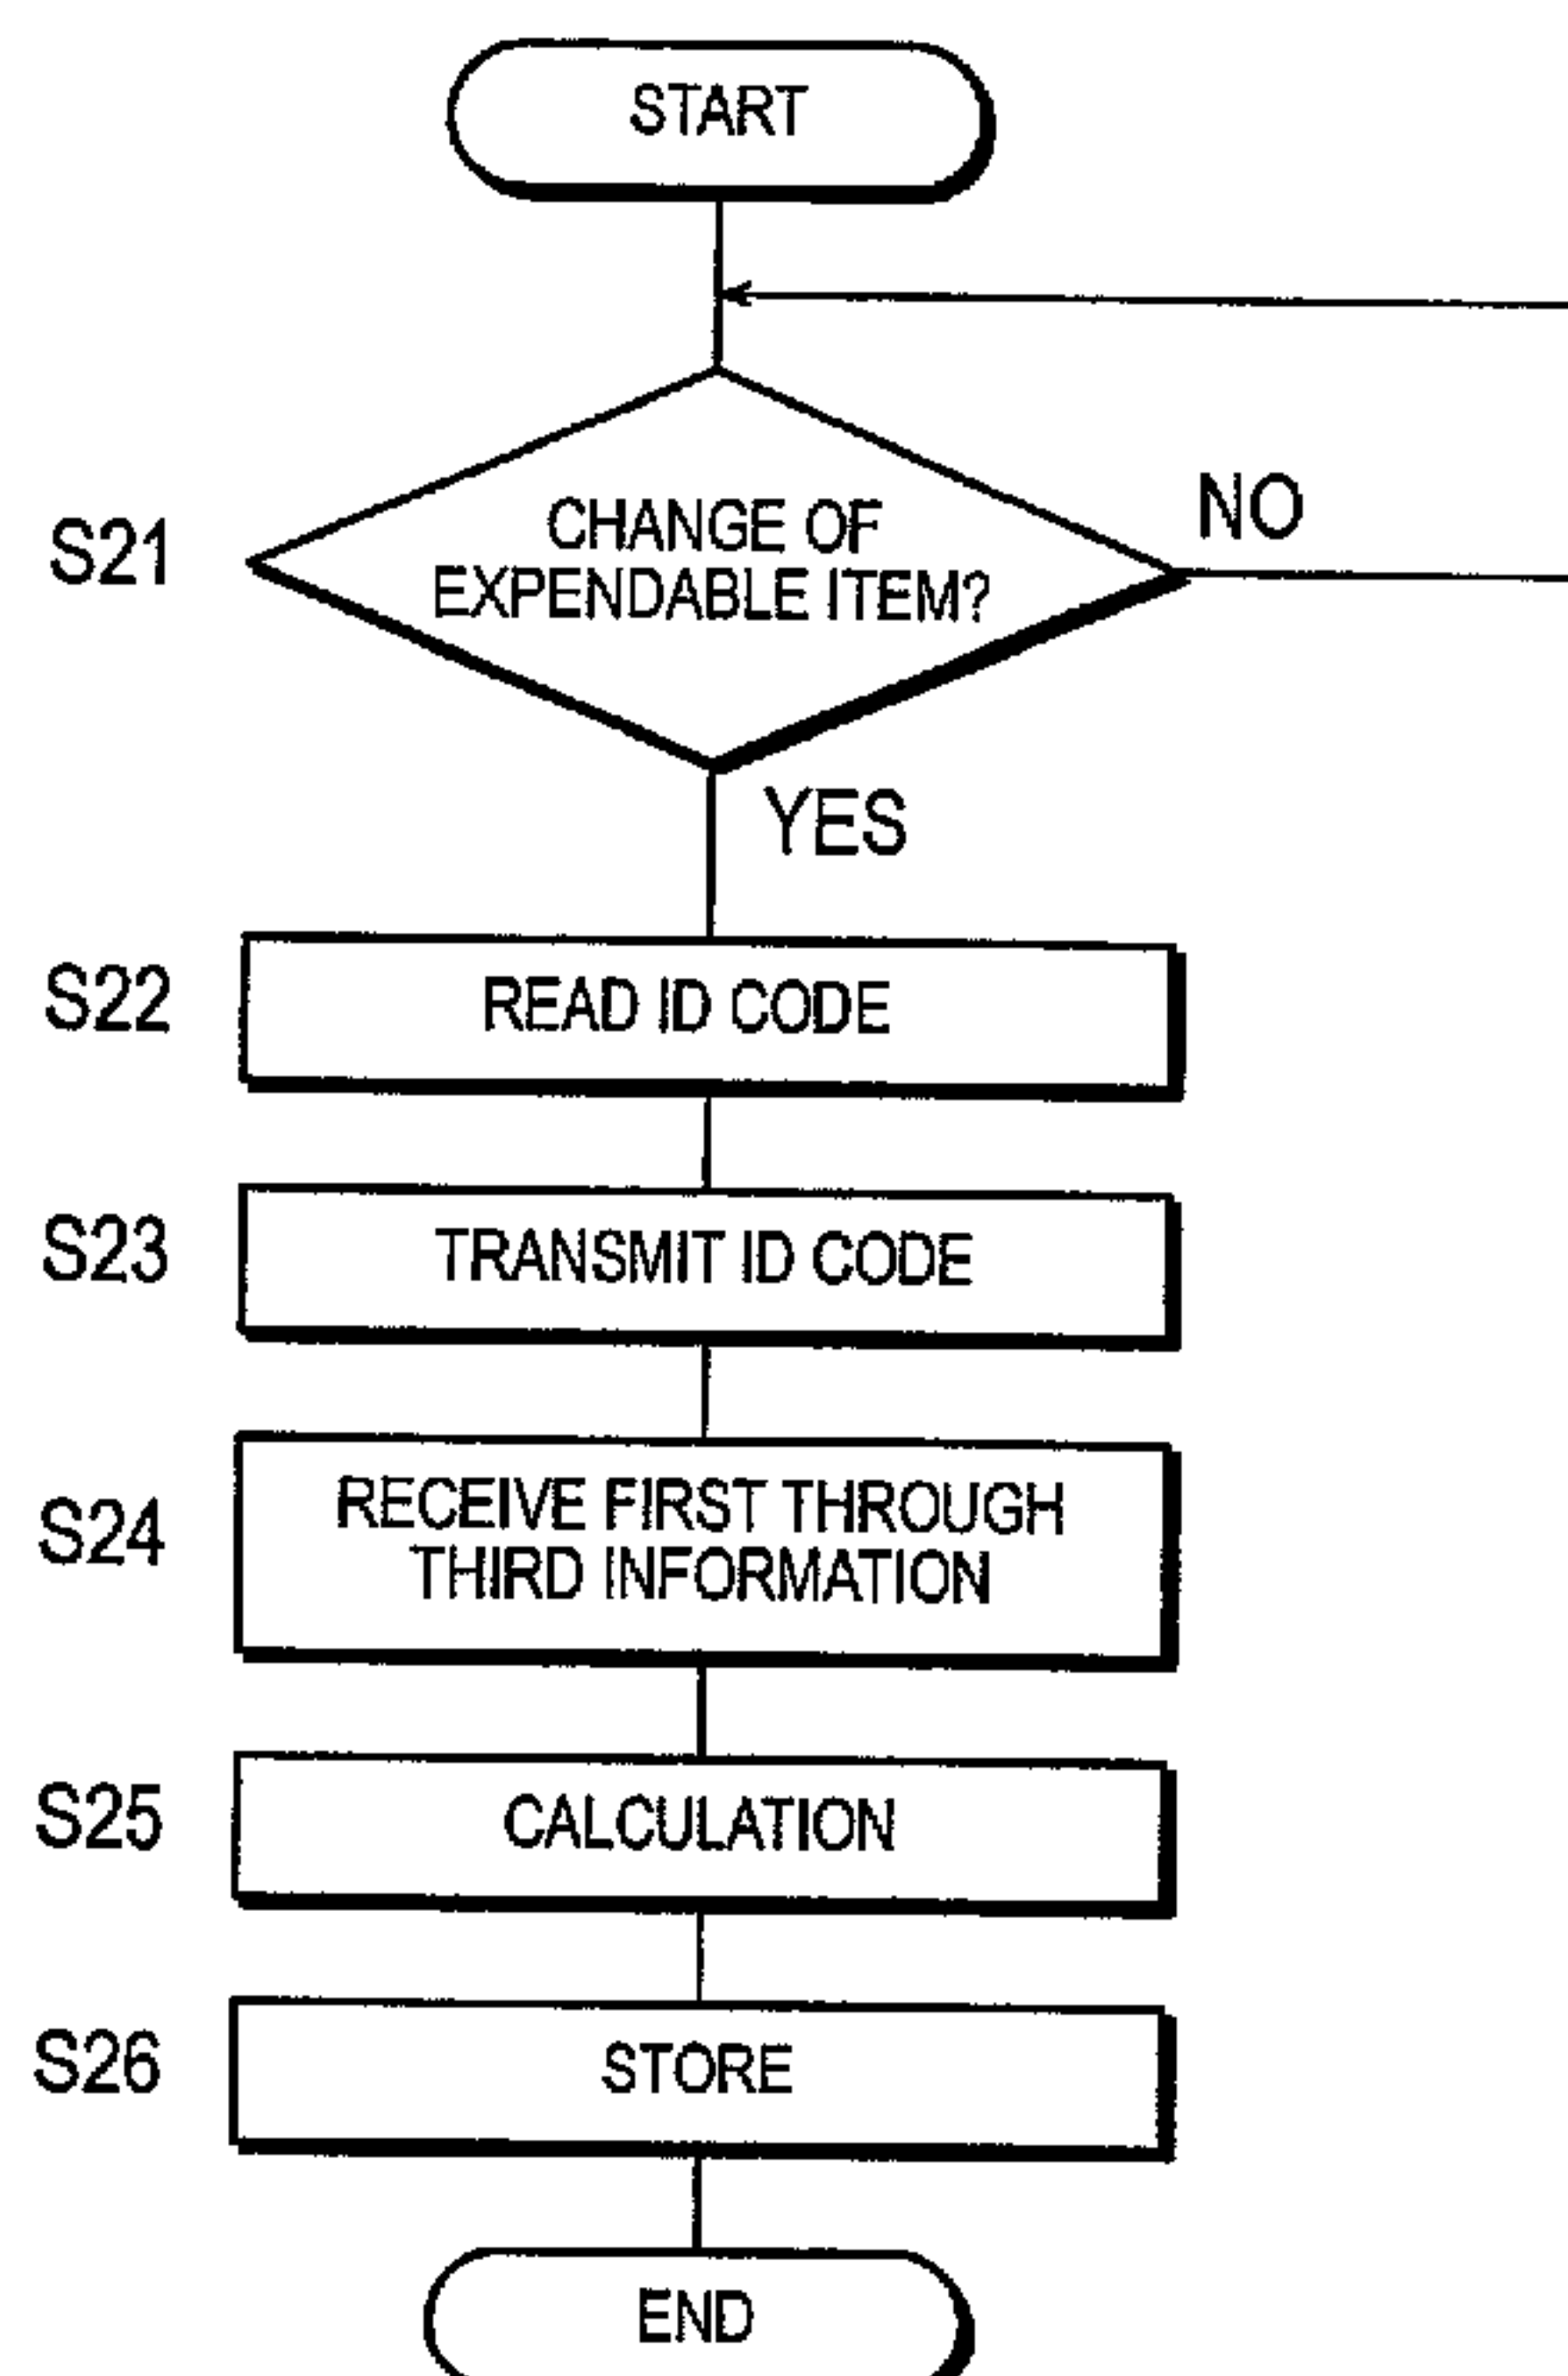 START
S21
CHANGE OF
EXPENDABLE ITEM?
NO
YES
S22
READ ID CODE
S23
TRANSMIT ID CODE
S24
RECEIVE FIRST THROUGH
THIRD INFORMATION
S25
CALCULATION
S26
STORE
END